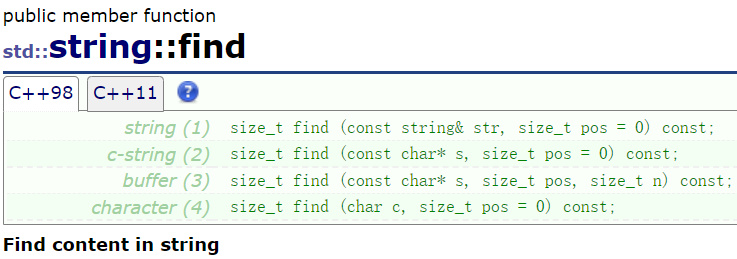 public member function
std::string::find
C++98 C++11 ?
string (1) size_t find (const string& str, size_t pos = 0) const;
c-string (2) size_t find (const char* s, size_t pos = 0) const;
buffer (3) size_t find (const char* s, size_t pos, size_t n) const;
character (4) size_t find (char c, size_t pos = 0) const;
Find content in string